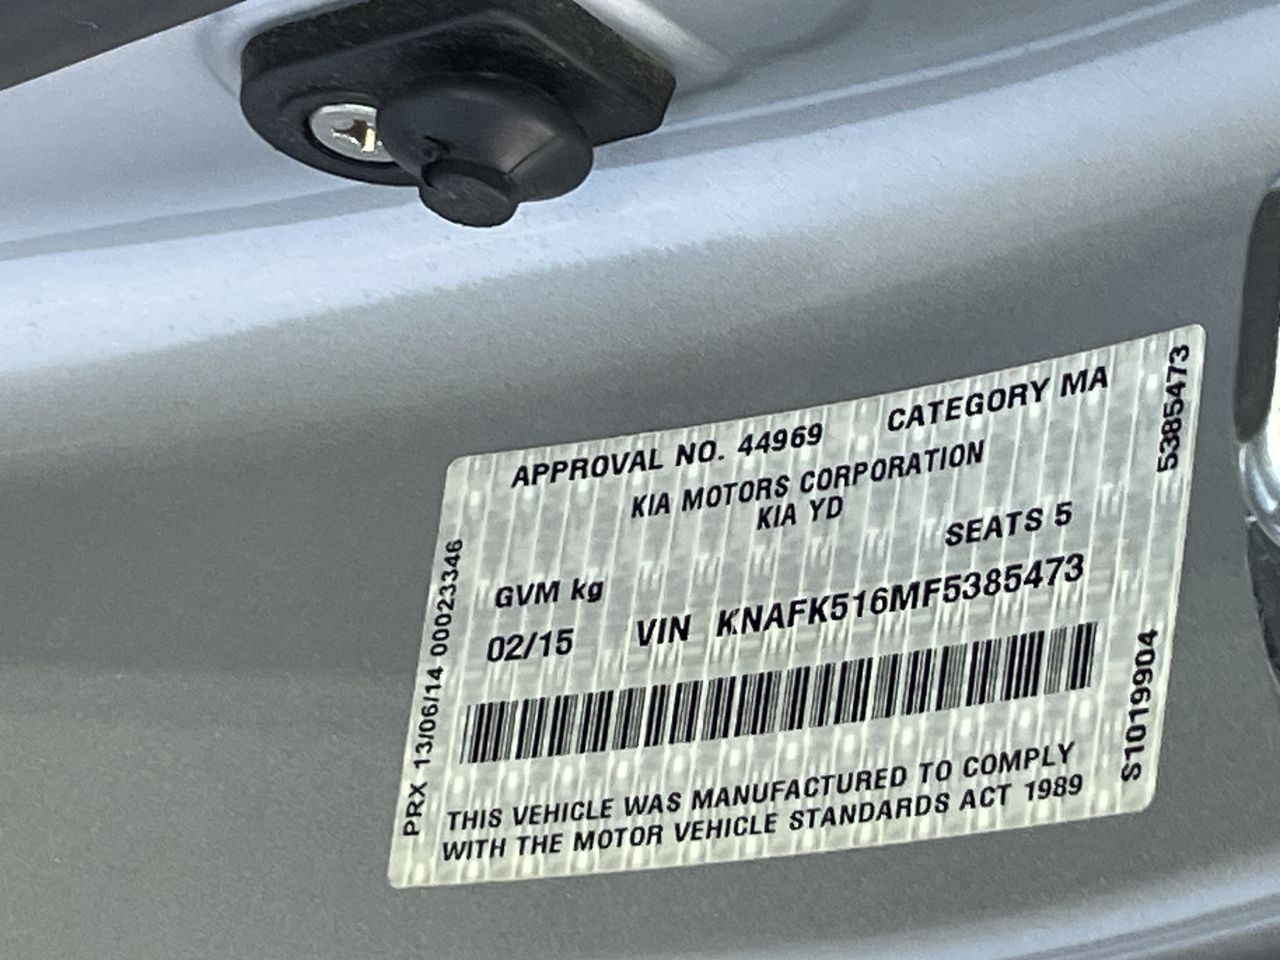 APPROVAL NO. 44969 CATEGORY MA
KIA MOTORS CORPORATION
KIA YD
GVM kg SEATS 5
02/15 VIN KNAFK516MF5385473
THIS VEHICLE WAS MANUFACTURED TO COMPLY
WITH THE MOTOR VEHICLE STANDARDS ACT 1989
PRX 13/06/14 00023346
5385473
S1019904